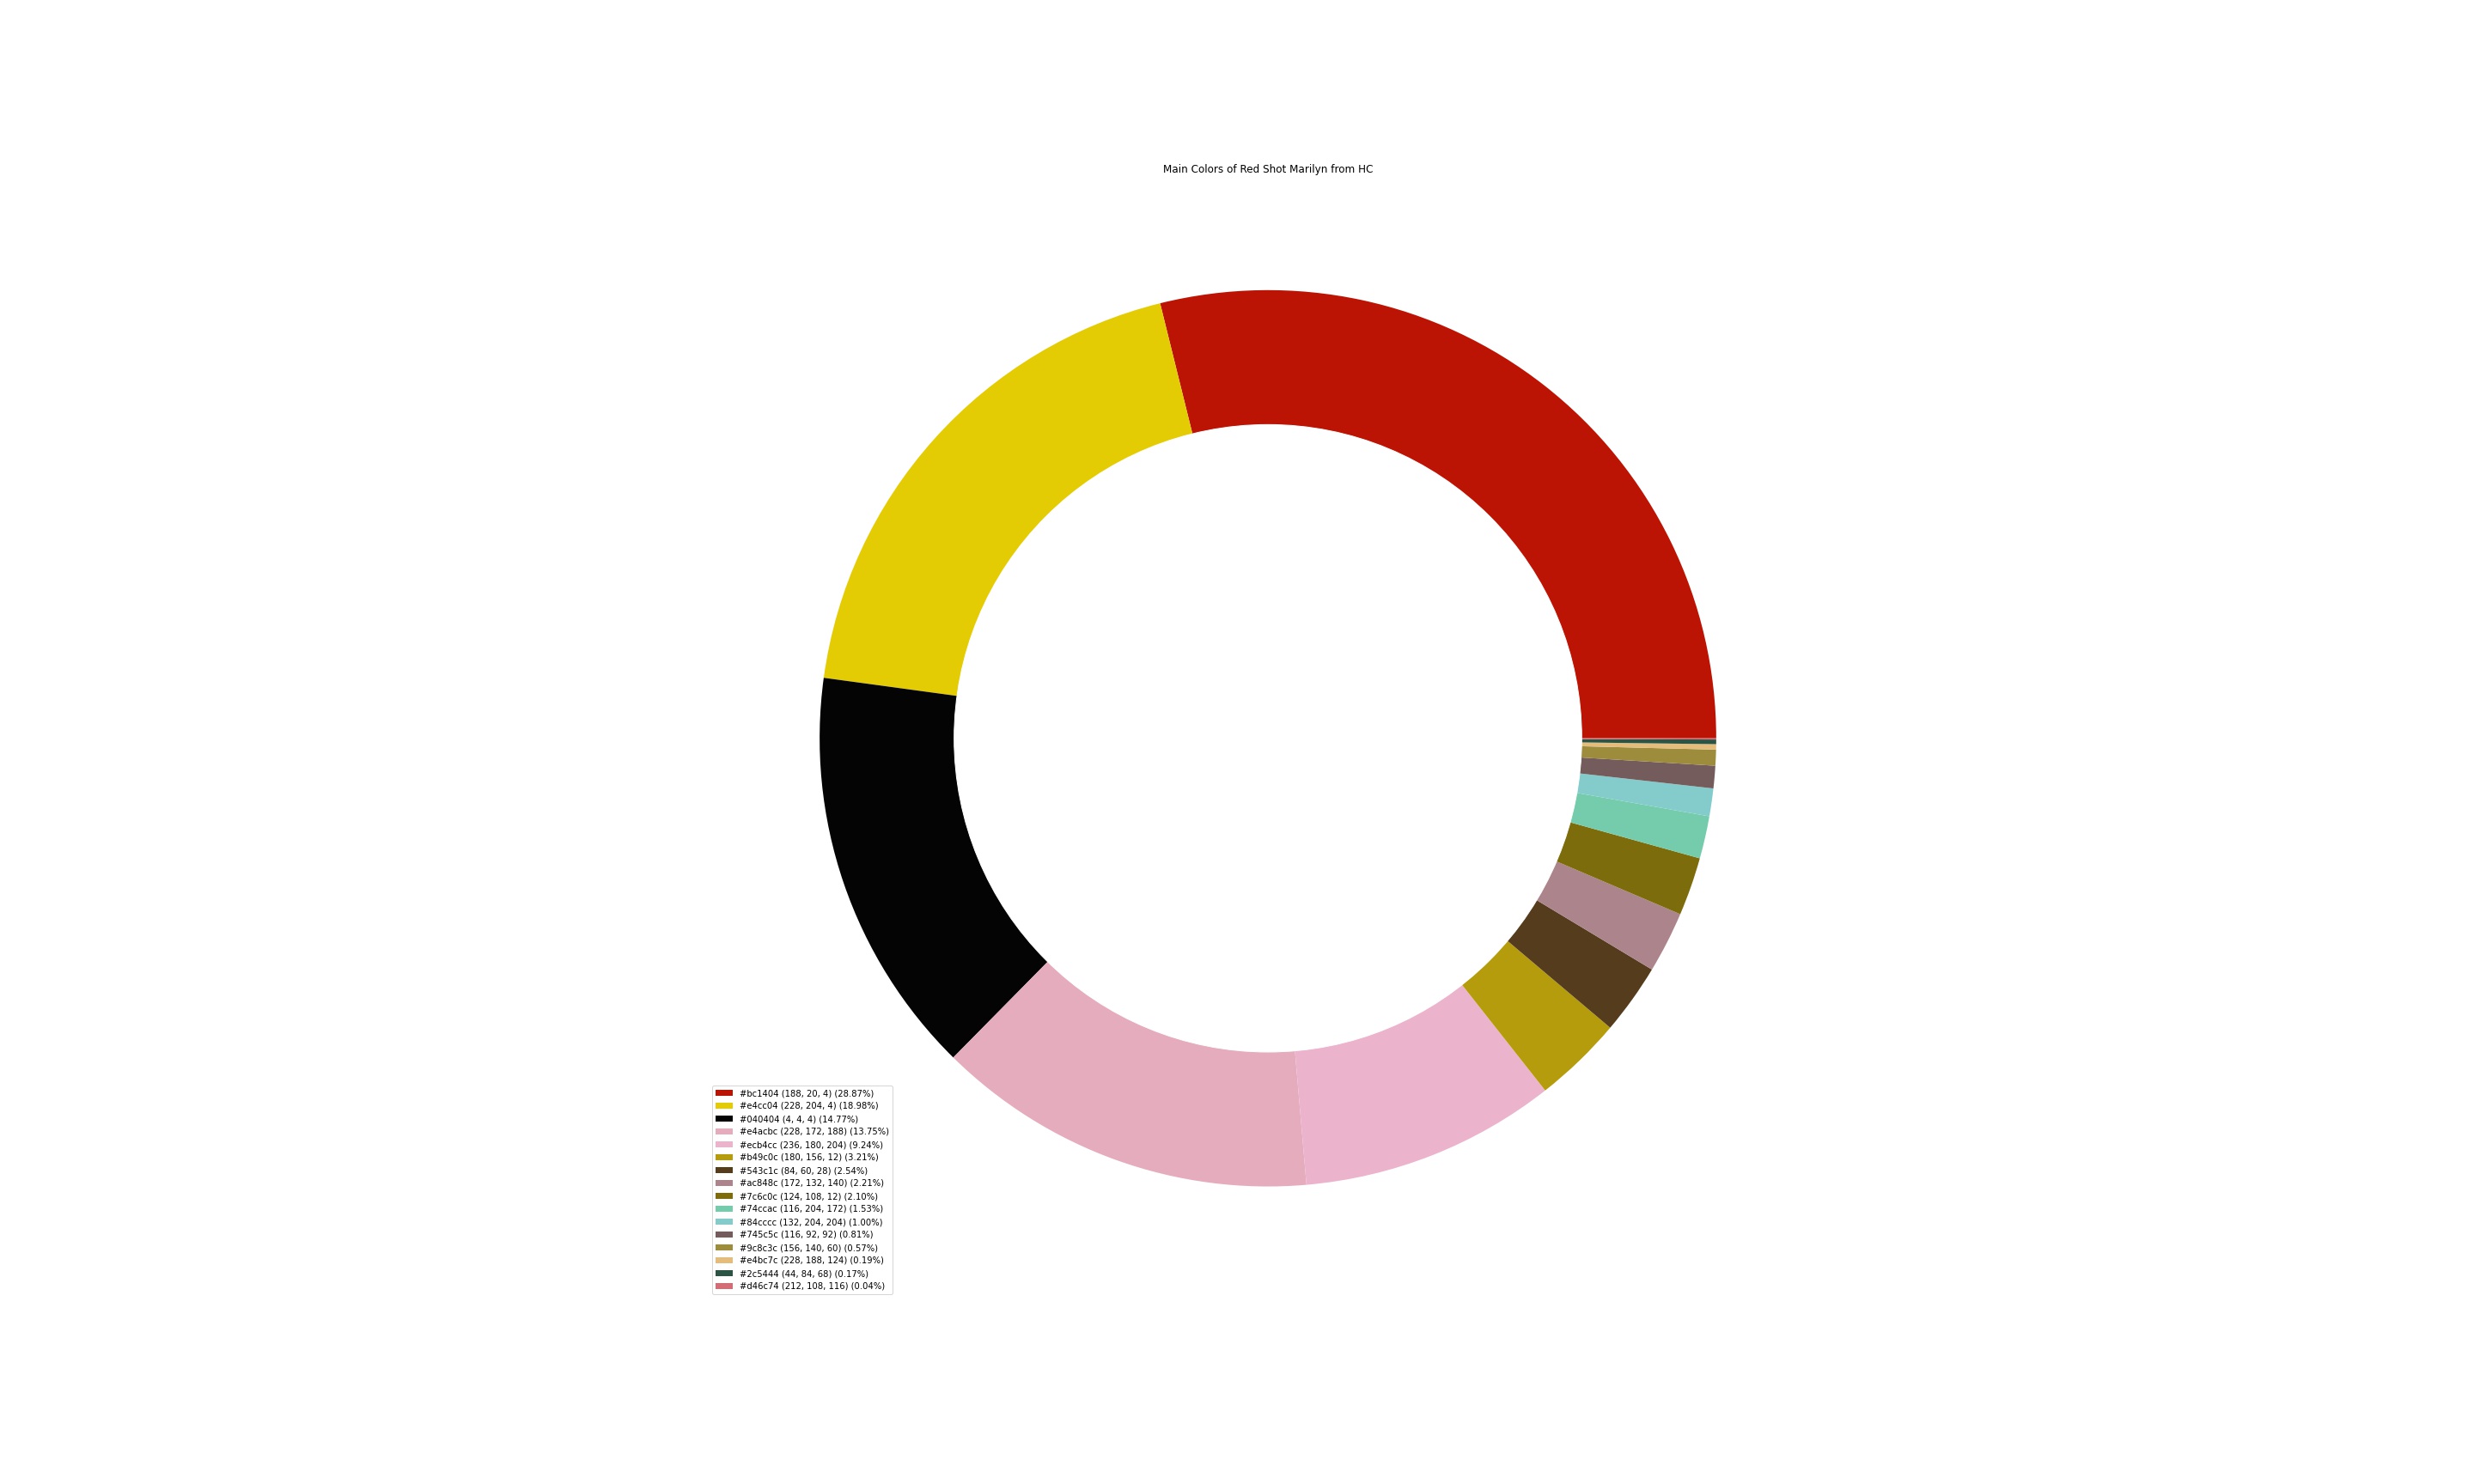 Main Colors of Red Shot Marilyn from HC
#bc1404 (188, 20, 4) (28.87%)
#e4cc04 (228, 204, 4) (18.98%)
#040404 (4, 4, 4) (14.77%)
#e4acbc (228, 172, 188) (13.75%)
#ecb4cc (236, 180, 204) (9.24%)
#b49c0c (180, 156, 12) (3.21%)
#543c1c (84, 60, 28) (2.54%)
#ac848c (172, 132, 140) (2.21%)
#7c6c0c (124, 108, 12) (2.10%)
#74ccac (116, 204, 172) (1.53%)
#84cccc (132, 204, 204) (1.00%)
#745c5c (116, 92, 92) (0.81%)
#9c8c3c (156, 140, 60) (0.57%)
#e4bc7c (228, 188, 124) (0.19%)
#2c5444 (44, 84, 68) (0.17%)
#d46c74 (212, 108, 116) (0.04%)